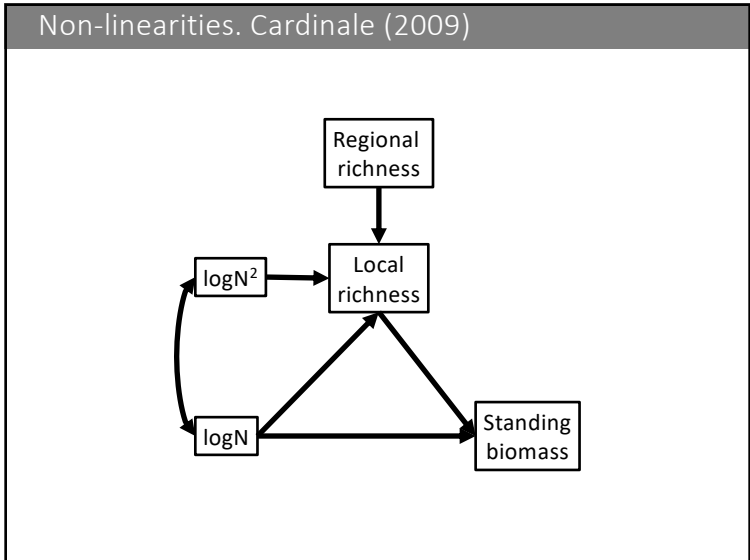 Non-linearities. Cardinale (2009)
Regional
richness
Local
richness
logN²
logN
Standing
biomass